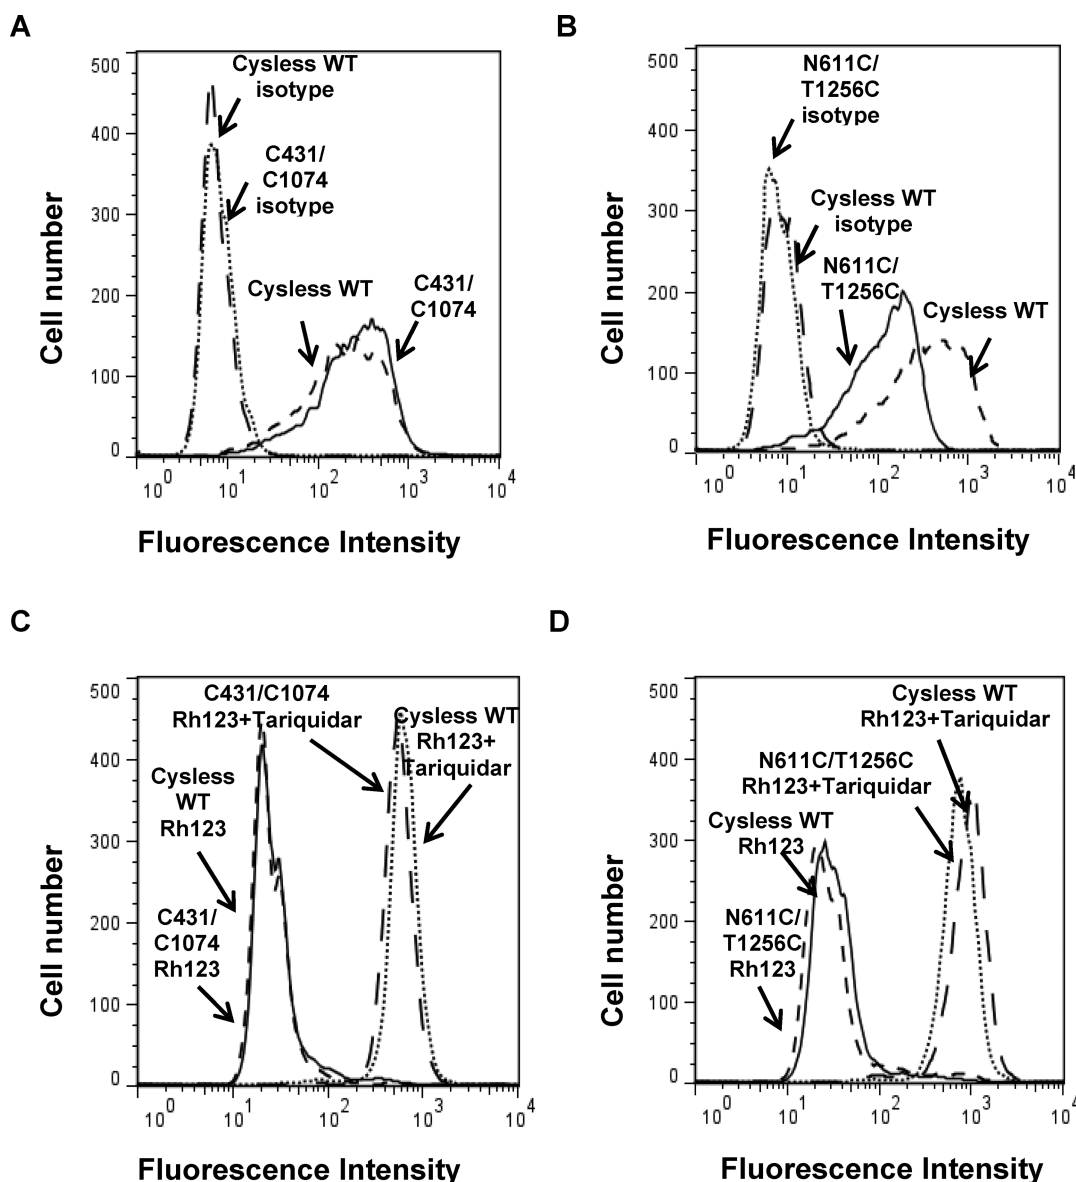 A
500
400
300
200
100
0
Cysless WT
isotype
C431/
C1074
isotype
Cysless WT
C431/
C1074
10^0 10^1 10^2 10^3 10^4
Cell number
Fluorescence Intensity
B
500
400
300
200
100
0
N611C/
T1256C
isotype
Cysless WT
isotype
N611C/
T1256C
Cysless WT
10^0 10^1 10^2 10^3 10^4
Cell number
Fluorescence Intensity
C
500
400
300
200
100
0
C431/C1074
Rh123+Tariquidar
Cysless WT
Rh123+
Tariquidar
Cysless
WT
Rh123
C431/
C1074
Rh123
10^0 10^1 10^2 10^3 10^4
Cell number
Fluorescence Intensity
D
500
400
300
200
100
0
Cysless WT
Rh123+Tariquidar
N611C/T1256C
Rh123+Tariquidar
Cysless WT
Rh123
N611C/
T1256C
Rh123
10^0 10^1 10^2 10^3 10^4
Cell number
Fluorescence Intensity